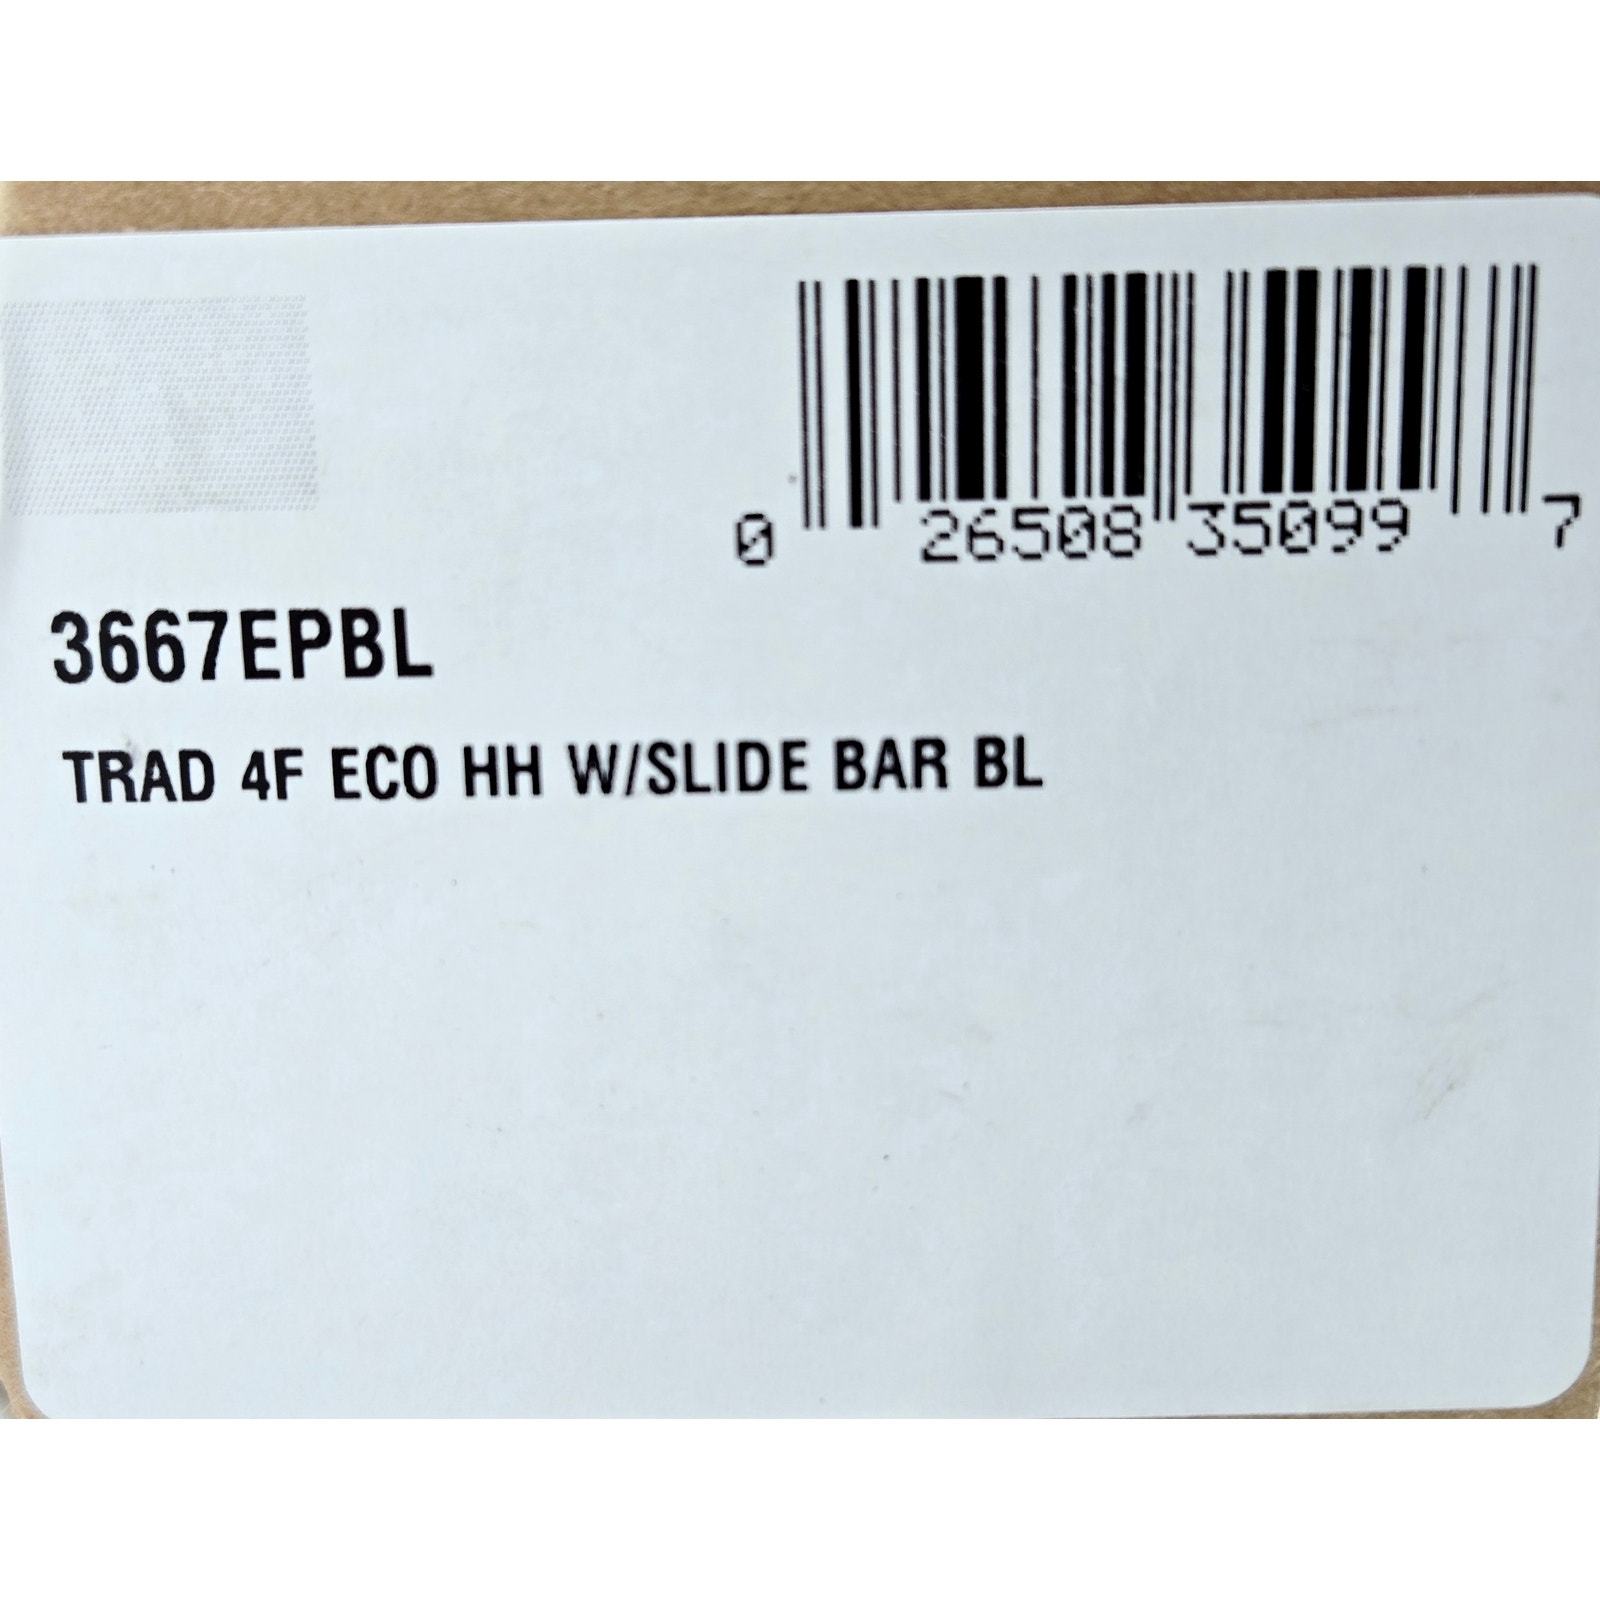 0 26508 35099 7
3667EPBL
TRAD 4F ECO HH W/SLIDE BAR BL